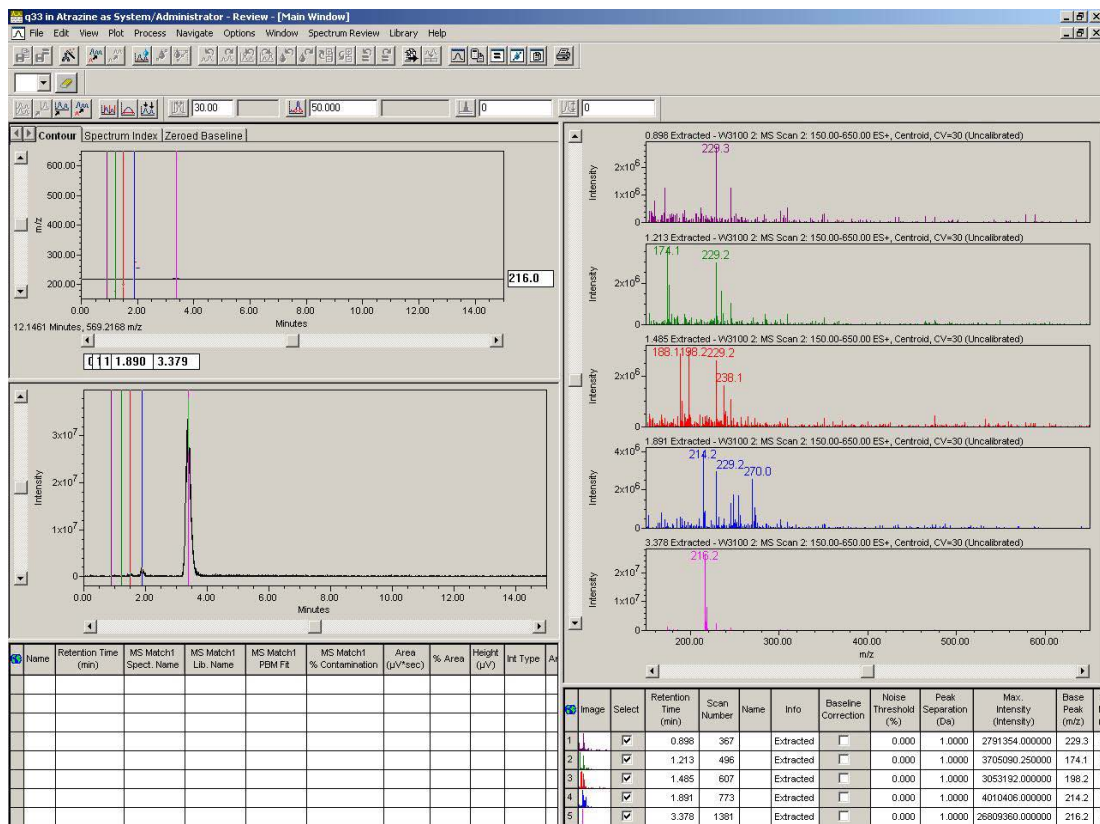 q33 in Atrazine as System/Administrator - Review - [Main Window]
File Edit View Plot Process Navigate Options Window Spectrum Review Library Help
30.00 50.000 0 0
Contour Spectrum Index Zeroed Baseline
600.00
500.00
400.00
300.00
200.00
m/z
216.0
0.00 2.00 4.00 6.00 8.00 10.00 12.00 14.00
Minutes
12.1461 Minutes, 569.2168 m/z
1.890 3.379
3x10^7
2x10^7
1x10^7
0
Intensity
0.00 2.00 4.00 6.00 8.00 10.00 12.00 14.00
Minutes
Name Retention Time (min) MS Match1 Spect. Name MS Match1 Lib. Name MS Match1 PBM Fit MS Match1 % Contamination Area (µV*sec) % Area Height (µV) Int Type
0.898 Extracted - W3100 2: MS Scan 2: 150.00-650.00 ES+, Centroid, CV=30 (Uncalibrated)
229.3
2x10^6
1x10^6
0
Intensity
1.213 Extracted - W3100 2: MS Scan 2: 150.00-650.00 ES+, Centroid, CV=30 (Uncalibrated)
174.1 229.2
2x10^6
0
Intensity
1.485 Extracted - W3100 2: MS Scan 2: 150.00-650.00 ES+, Centroid, CV=30 (Uncalibrated)
188.1 198.2 229.2
238.1
2x10^6
0
Intensity
1.891 Extracted - W3100 2: MS Scan 2: 150.00-650.00 ES+, Centroid, CV=30 (Uncalibrated)
4x10^6
214.2 229.2 270.0
2x10^6
0
Intensity
3.378 Extracted - W3100 2: MS Scan 2: 150.00-650.00 ES+, Centroid, CV=30 (Uncalibrated)
216.2
2x10^7
1x10^7
0
Intensity
200.00 300.00 400.00 500.00 600.00
m/z
Image Select Retention Time (min) Scan Number Name Info Baseline Correction Noise Threshold (%) Peak Separation (Da) Max. Intensity (Intensity) Base Peak (m/z)
1 0.898 367 Extracted 0.000 1.0000 2791354.000000 229.3
2 1.213 496 Extracted 0.000 1.0000 3705090.250000 174.1
3 1.485 607 Extracted 0.000 1.0000 3053192.000000 198.2
4 1.891 773 Extracted 0.000 1.0000 4010406.000000 214.2
5 3.378 1381 Extracted 0.000 1.0000 26809360.000000 216.2